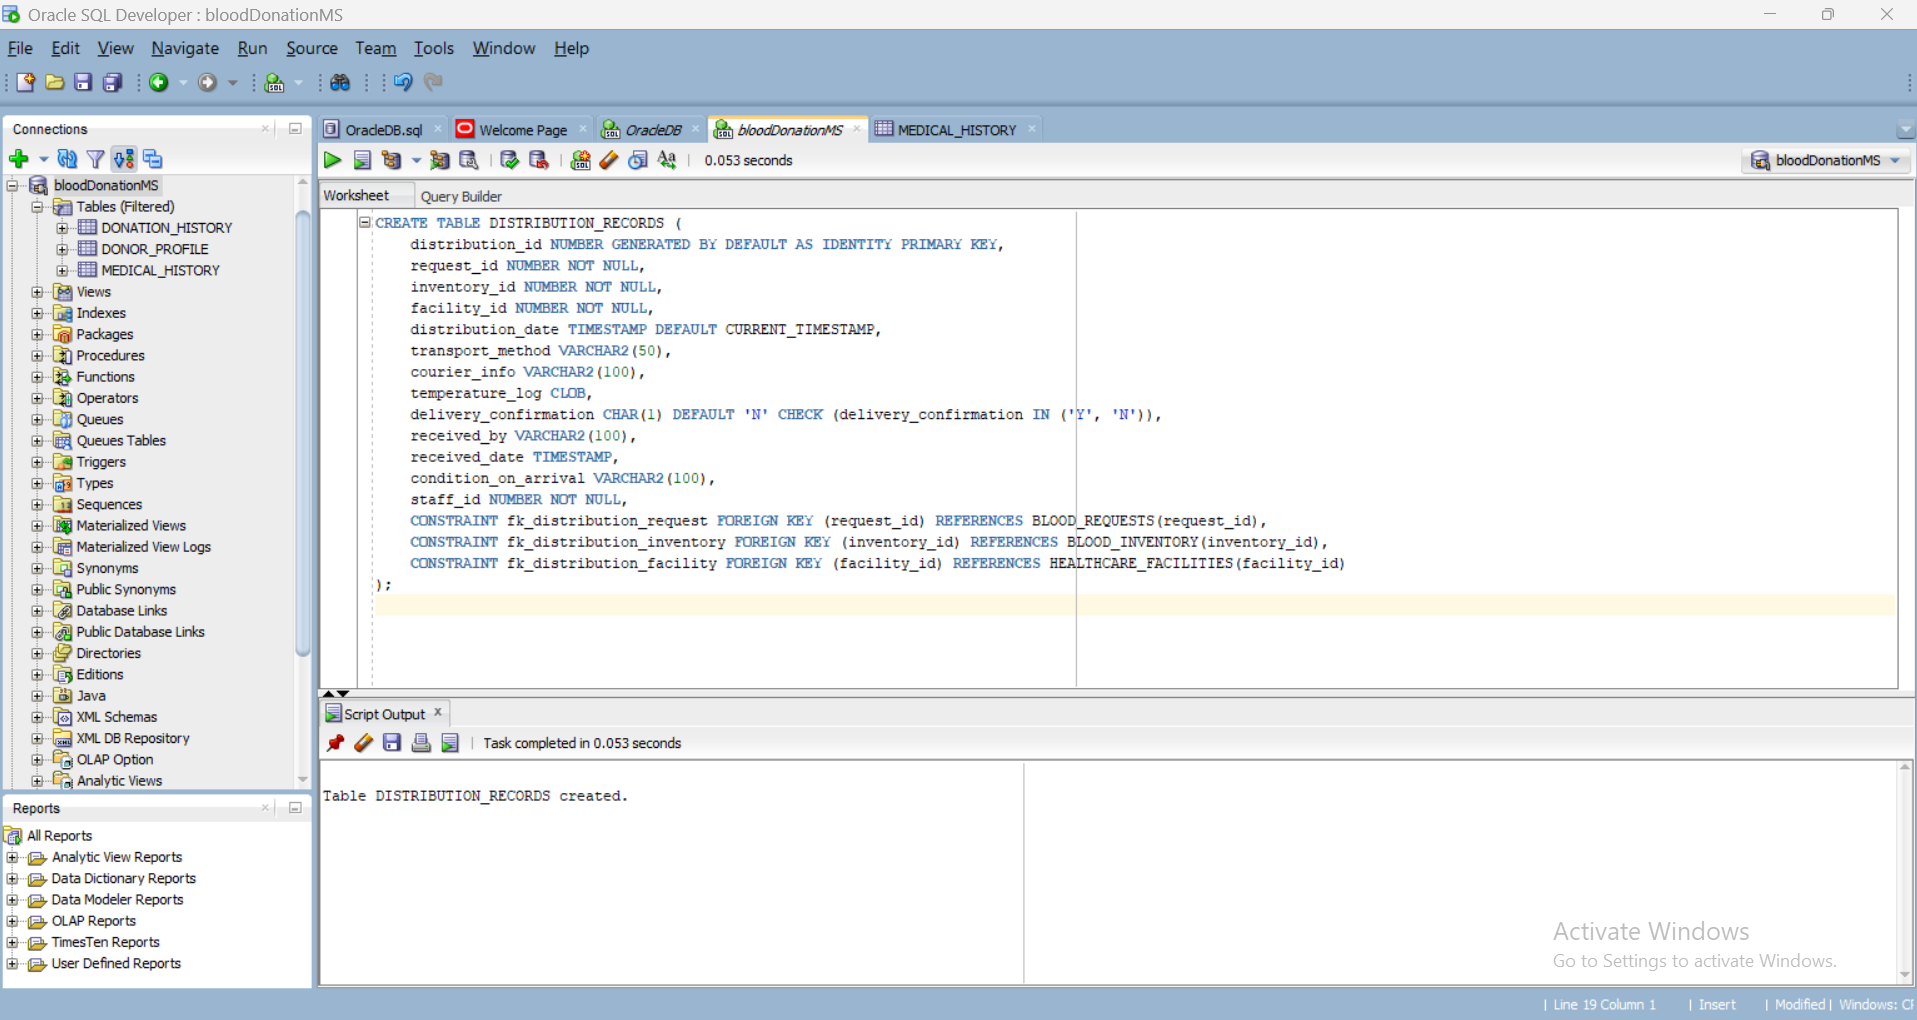 Oracle SQL Developer : bloodDonationMS
File Edit View Navigate Run Source Team Tools Window Help
Connections
OracleDB.sql
Welcome Page
OracleDB
bloodDonationMS
MEDICAL_HISTORY
0.053 seconds
bloodDonationMS
bloodDonationMS
Tables (Filtered)
DONATION_HISTORY
DONOR_PROFILE
MEDICAL_HISTORY
Views
Indexes
Packages
Procedures
Functions
Operators
Queues
Queues Tables
Triggers
Types
Sequences
Materialized Views
Materialized View Logs
Synonyms
Public Synonyms
Database Links
Public Database Links
Directories
Editions
Java
XML Schemas
XML DB Repository
OLAP Option
Analytic Views
Reports
All Reports
Analytic View Reports
Data Dictionary Reports
Data Modeler Reports
OLAP Reports
TimesTen Reports
User Defined Reports
Worksheet Query Builder
CREATE TABLE DISTRIBUTION_RECORDS (
distribution_id NUMBER GENERATED BY DEFAULT AS IDENTITY PRIMARY KEY,
request_id NUMBER NOT NULL,
inventory_id NUMBER NOT NULL,
facility_id NUMBER NOT NULL,
distribution_date TIMESTAMP DEFAULT CURRENT_TIMESTAMP,
transport_method VARCHAR2(50),
courier_info VARCHAR2(100),
temperature_log CLOB,
delivery_confirmation CHAR(1) DEFAULT 'N' CHECK (delivery_confirmation IN ('Y', 'N')),
received_by VARCHAR2(100),
received_date TIMESTAMP,
condition_on_arrival VARCHAR2(100),
staff_id NUMBER NOT NULL,
CONSTRAINT fk_distribution_request FOREIGN KEY (request_id) REFERENCES BLOOD_REQUESTS(request_id),
CONSTRAINT fk_distribution_inventory FOREIGN KEY (inventory_id) REFERENCES BLOOD_INVENTORY(inventory_id),
CONSTRAINT fk_distribution_facility FOREIGN KEY (facility_id) REFERENCES HEALTHCARE_FACILITIES(facility_id)
);
Script Output
Task completed in 0.053 seconds
Table DISTRIBUTION_RECORDS created.
Activate Windows
Go to Settings to activate Windows.
Line 19 Column 1 | Insert | Modified | Windows: CR